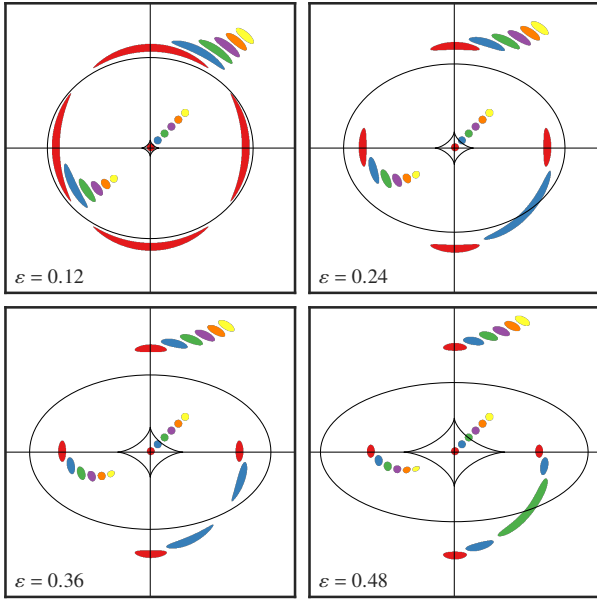 ε = 0.12
ε = 0.24
ε = 0.36
ε = 0.48